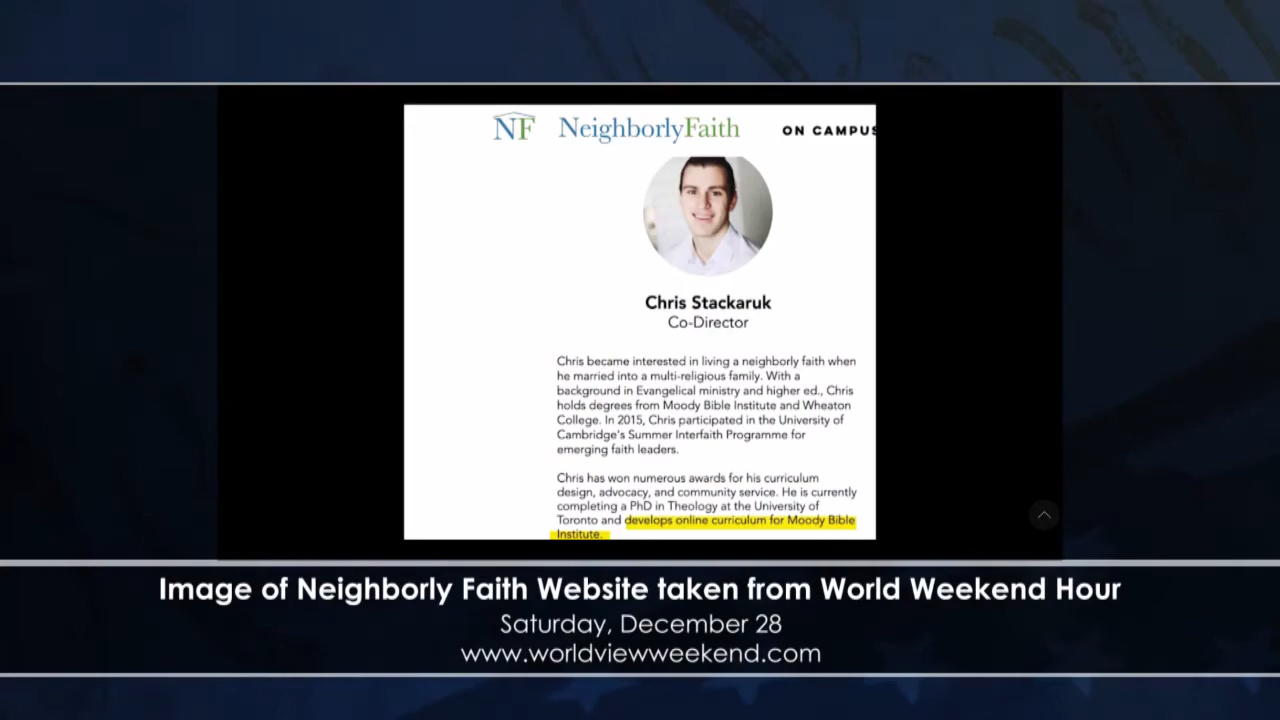 NF NeighborlyFaith ON CAMPUS
Chris Stackaruk
Co-Director
Chris became interested in living a neighborly faith when
he married into a multi-religious family. With a
background in Evangelical ministry and higher ed., Chris
holds degrees from Moody Bible Institute and Wheaton
College. In 2015, Chris participated in the University of
Cambridge's Summer Interfaith Programme for
emerging faith leaders.
Chris has won numerous awards for his curriculum
design, advocacy, and community service. He is currently
completing a PhD in Theology at the University of
Toronto and develops online curriculum for Moody Bible
Institute.
Image of Neighborly Faith Website taken from World Weekend Hour
Saturday, December 28
www.worldviewweekend.com